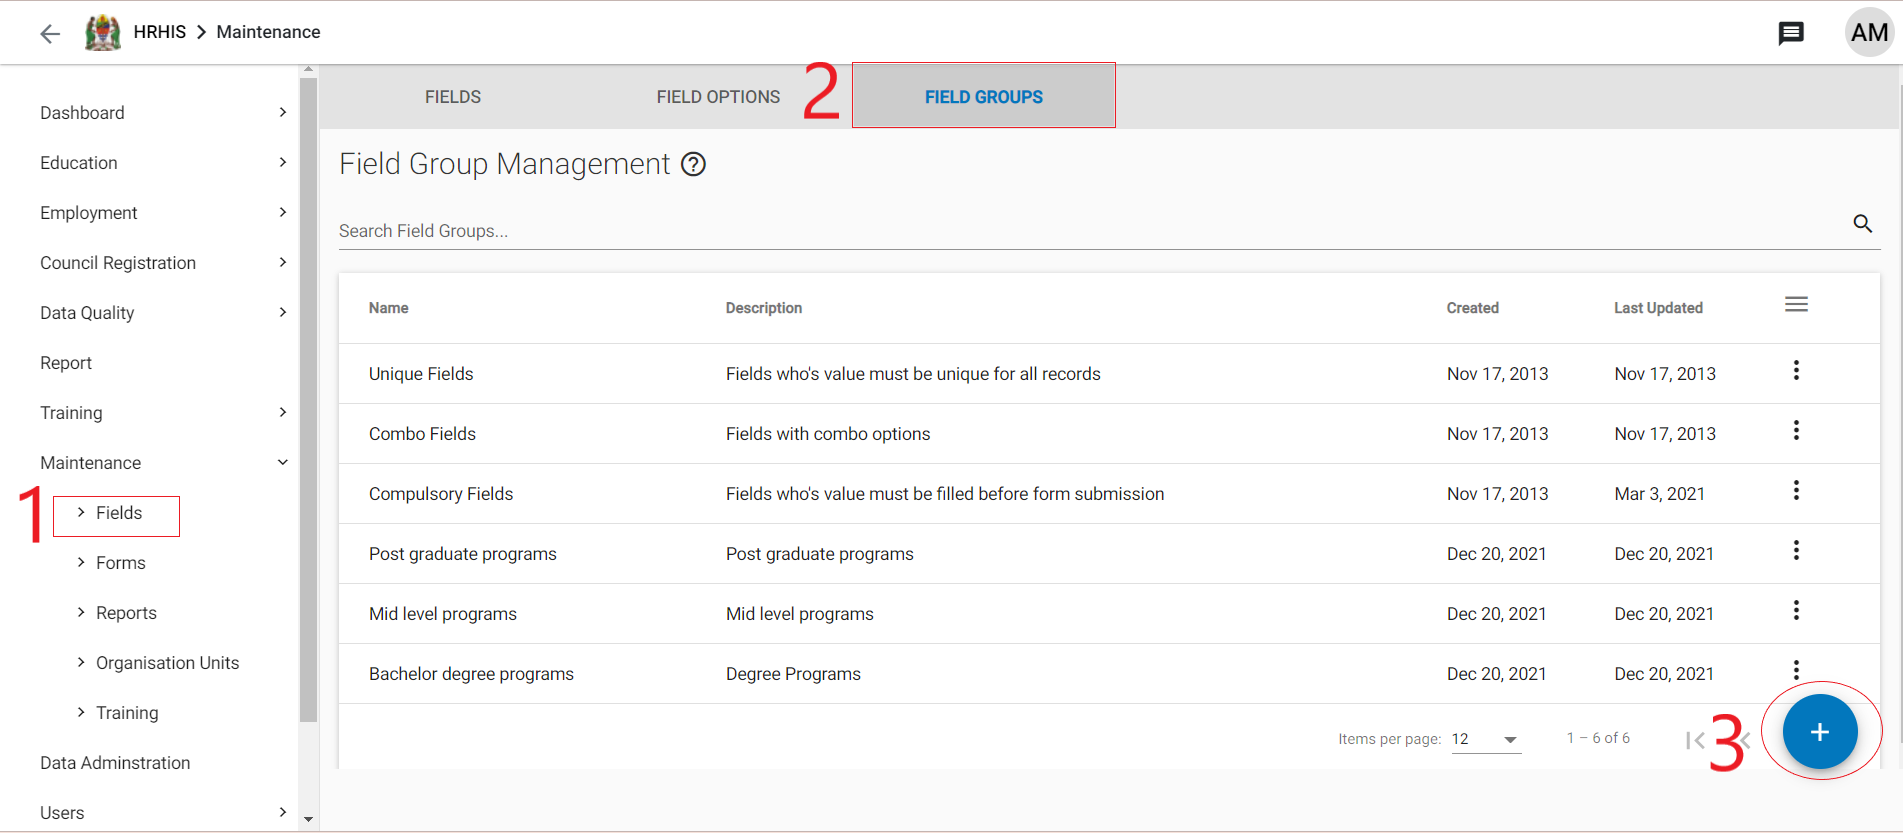 HRHIS > Maintenance
AM
Dashboard
Education
Employment
Council Registration
Data Quality
Report
Training
Maintenance
1
Fields
Forms
Reports
Organisation Units
Training
Data Adminstration
Users
FIELDS FIELD OPTIONS 2 FIELD GROUPS
Field Group Management
Search Field Groups...
Name Description Created Last Updated
Unique Fields Fields who's value must be unique for all records Nov 17, 2013 Nov 17, 2013
Combo Fields Fields with combo options Nov 17, 2013 Nov 17, 2013
Compulsory Fields Fields who's value must be filled before form submission Nov 17, 2013 Mar 3, 2021
Post graduate programs Post graduate programs Dec 20, 2021 Dec 20, 2021
Mid level programs Mid level programs Dec 20, 2021 Dec 20, 2021
Bachelor degree programs Degree Programs Dec 20, 2021 Dec 20, 2021
Items per page: 12 1 – 6 of 6 3 +